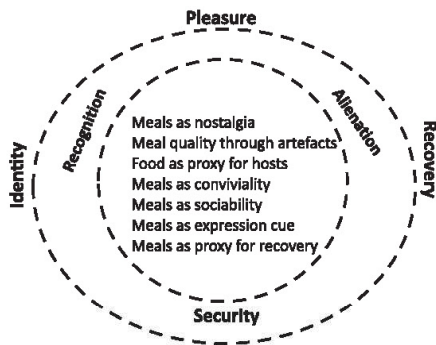 Pleasure
Recognition
Alienation
Identity
Recovery
Meals as nostalgia
Meal quality through artefacts
Food as proxy for hosts
Meals as conviviality
Meals as sociability
Meals as expression cue
Meals as proxy for recovery
Security